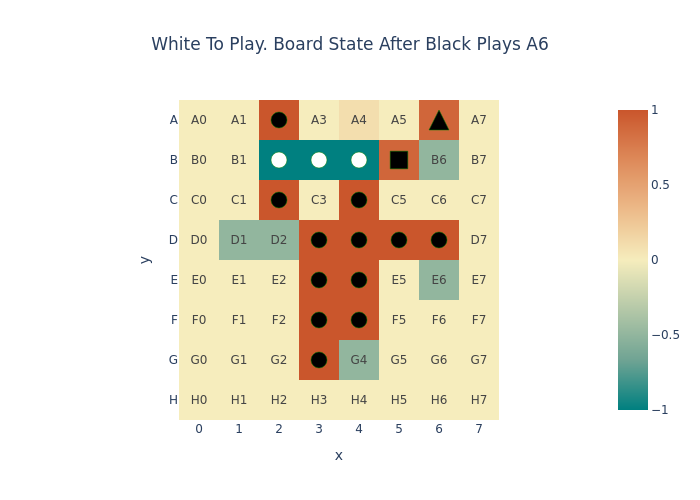 White To Play. Board State After Black Plays A6
A A0 A1 A3 A4 A5 A7
B B0 B1 B6 B7
C C0 C1 C3 C5 C6 C7
D D0 D1 D2 D7
E E0 E1 E2 E5 E6 E7
F F0 F1 F2 F5 F6 F7
G G0 G1 G2 G4 G5 G6 G7
H H0 H1 H2 H3 H4 H5 H6 H7
0 1 2 3 4 5 6 7
x
y
1
0.5
0
−0.5
−1